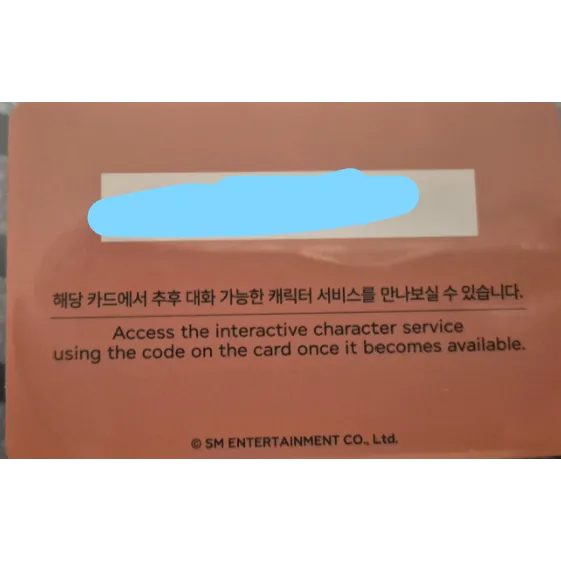 해당 카드에서 추후 대화 가능한 캐릭터 서비스를 만나보실 수 있습니다.
Access the interactive character service
using the code on the card once it becomes available.
© SM ENTERTAINMENT CO., Ltd.